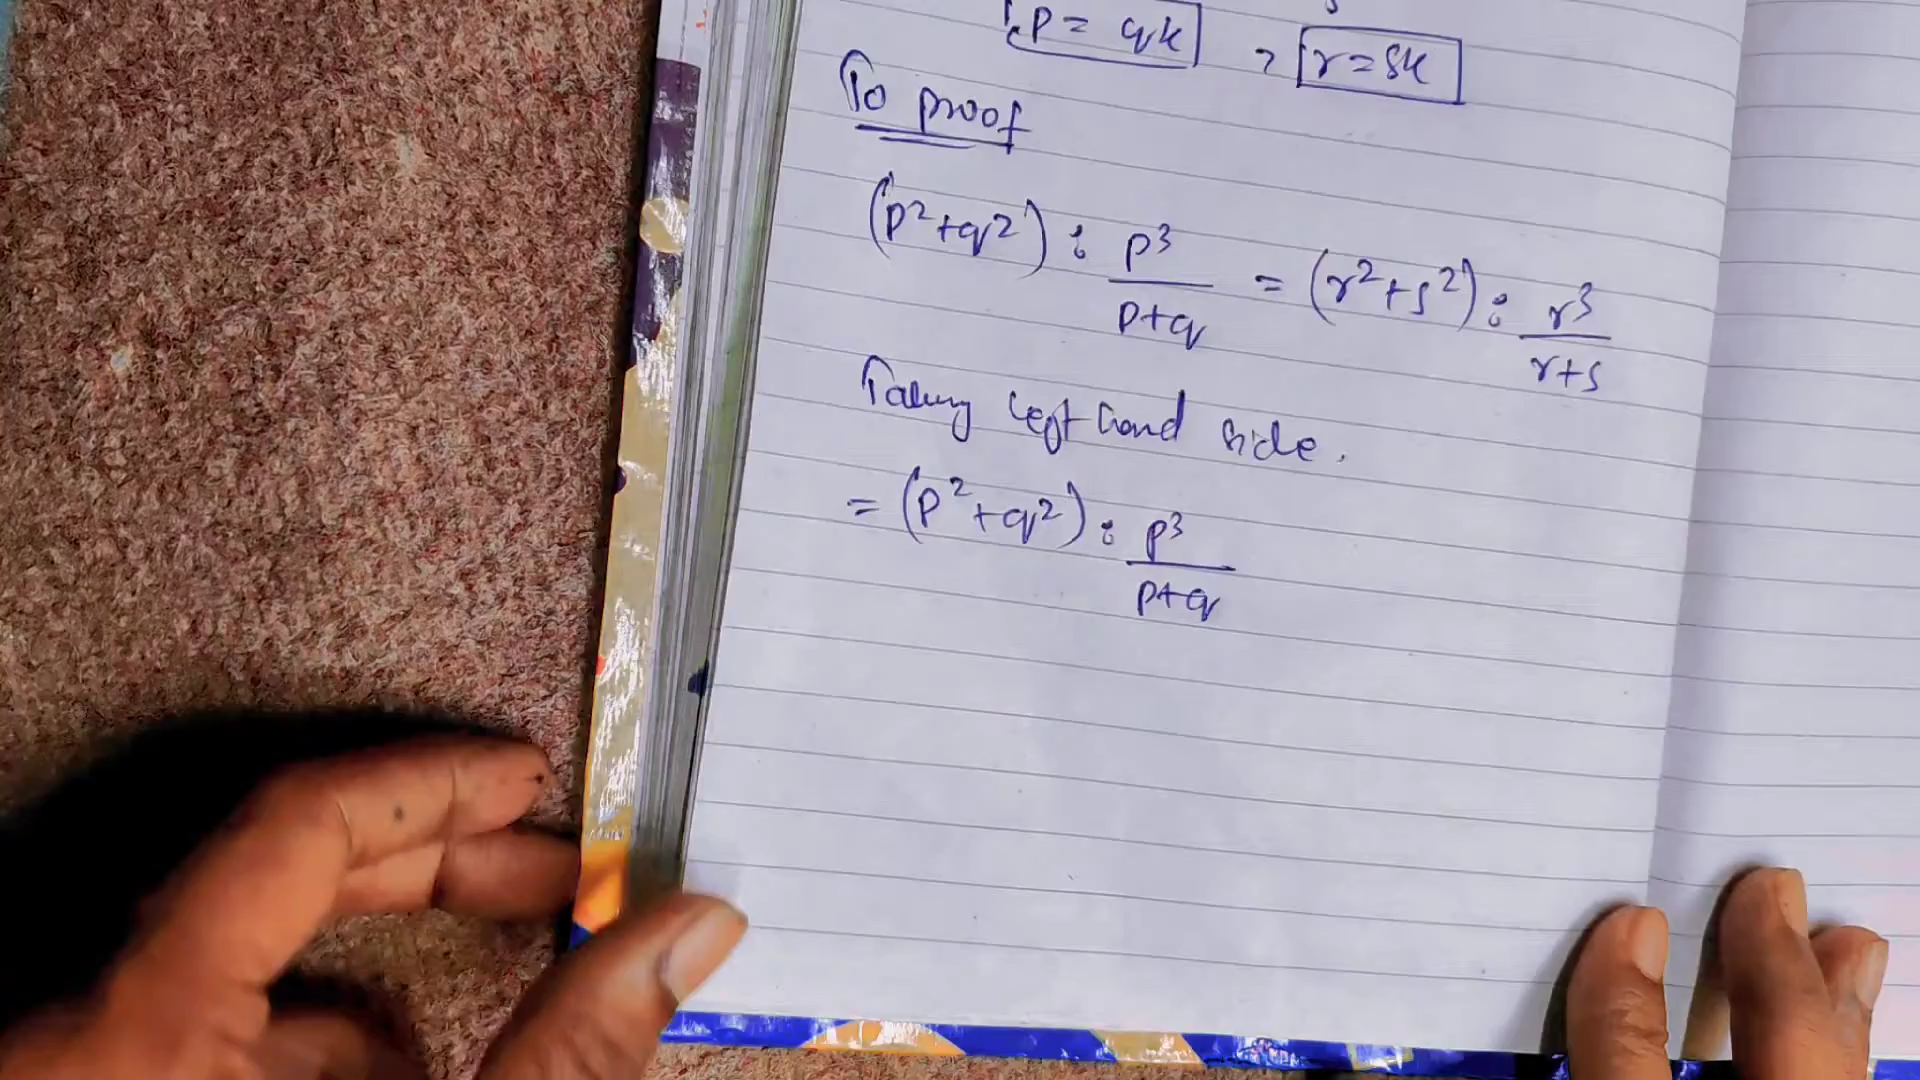 p = qk , r = sk
To proof
(p²+q²) : p³/p+q = (r²+s²) : r³/r+s
Taking left hand side.
= (p²+q²) : p³/p+q